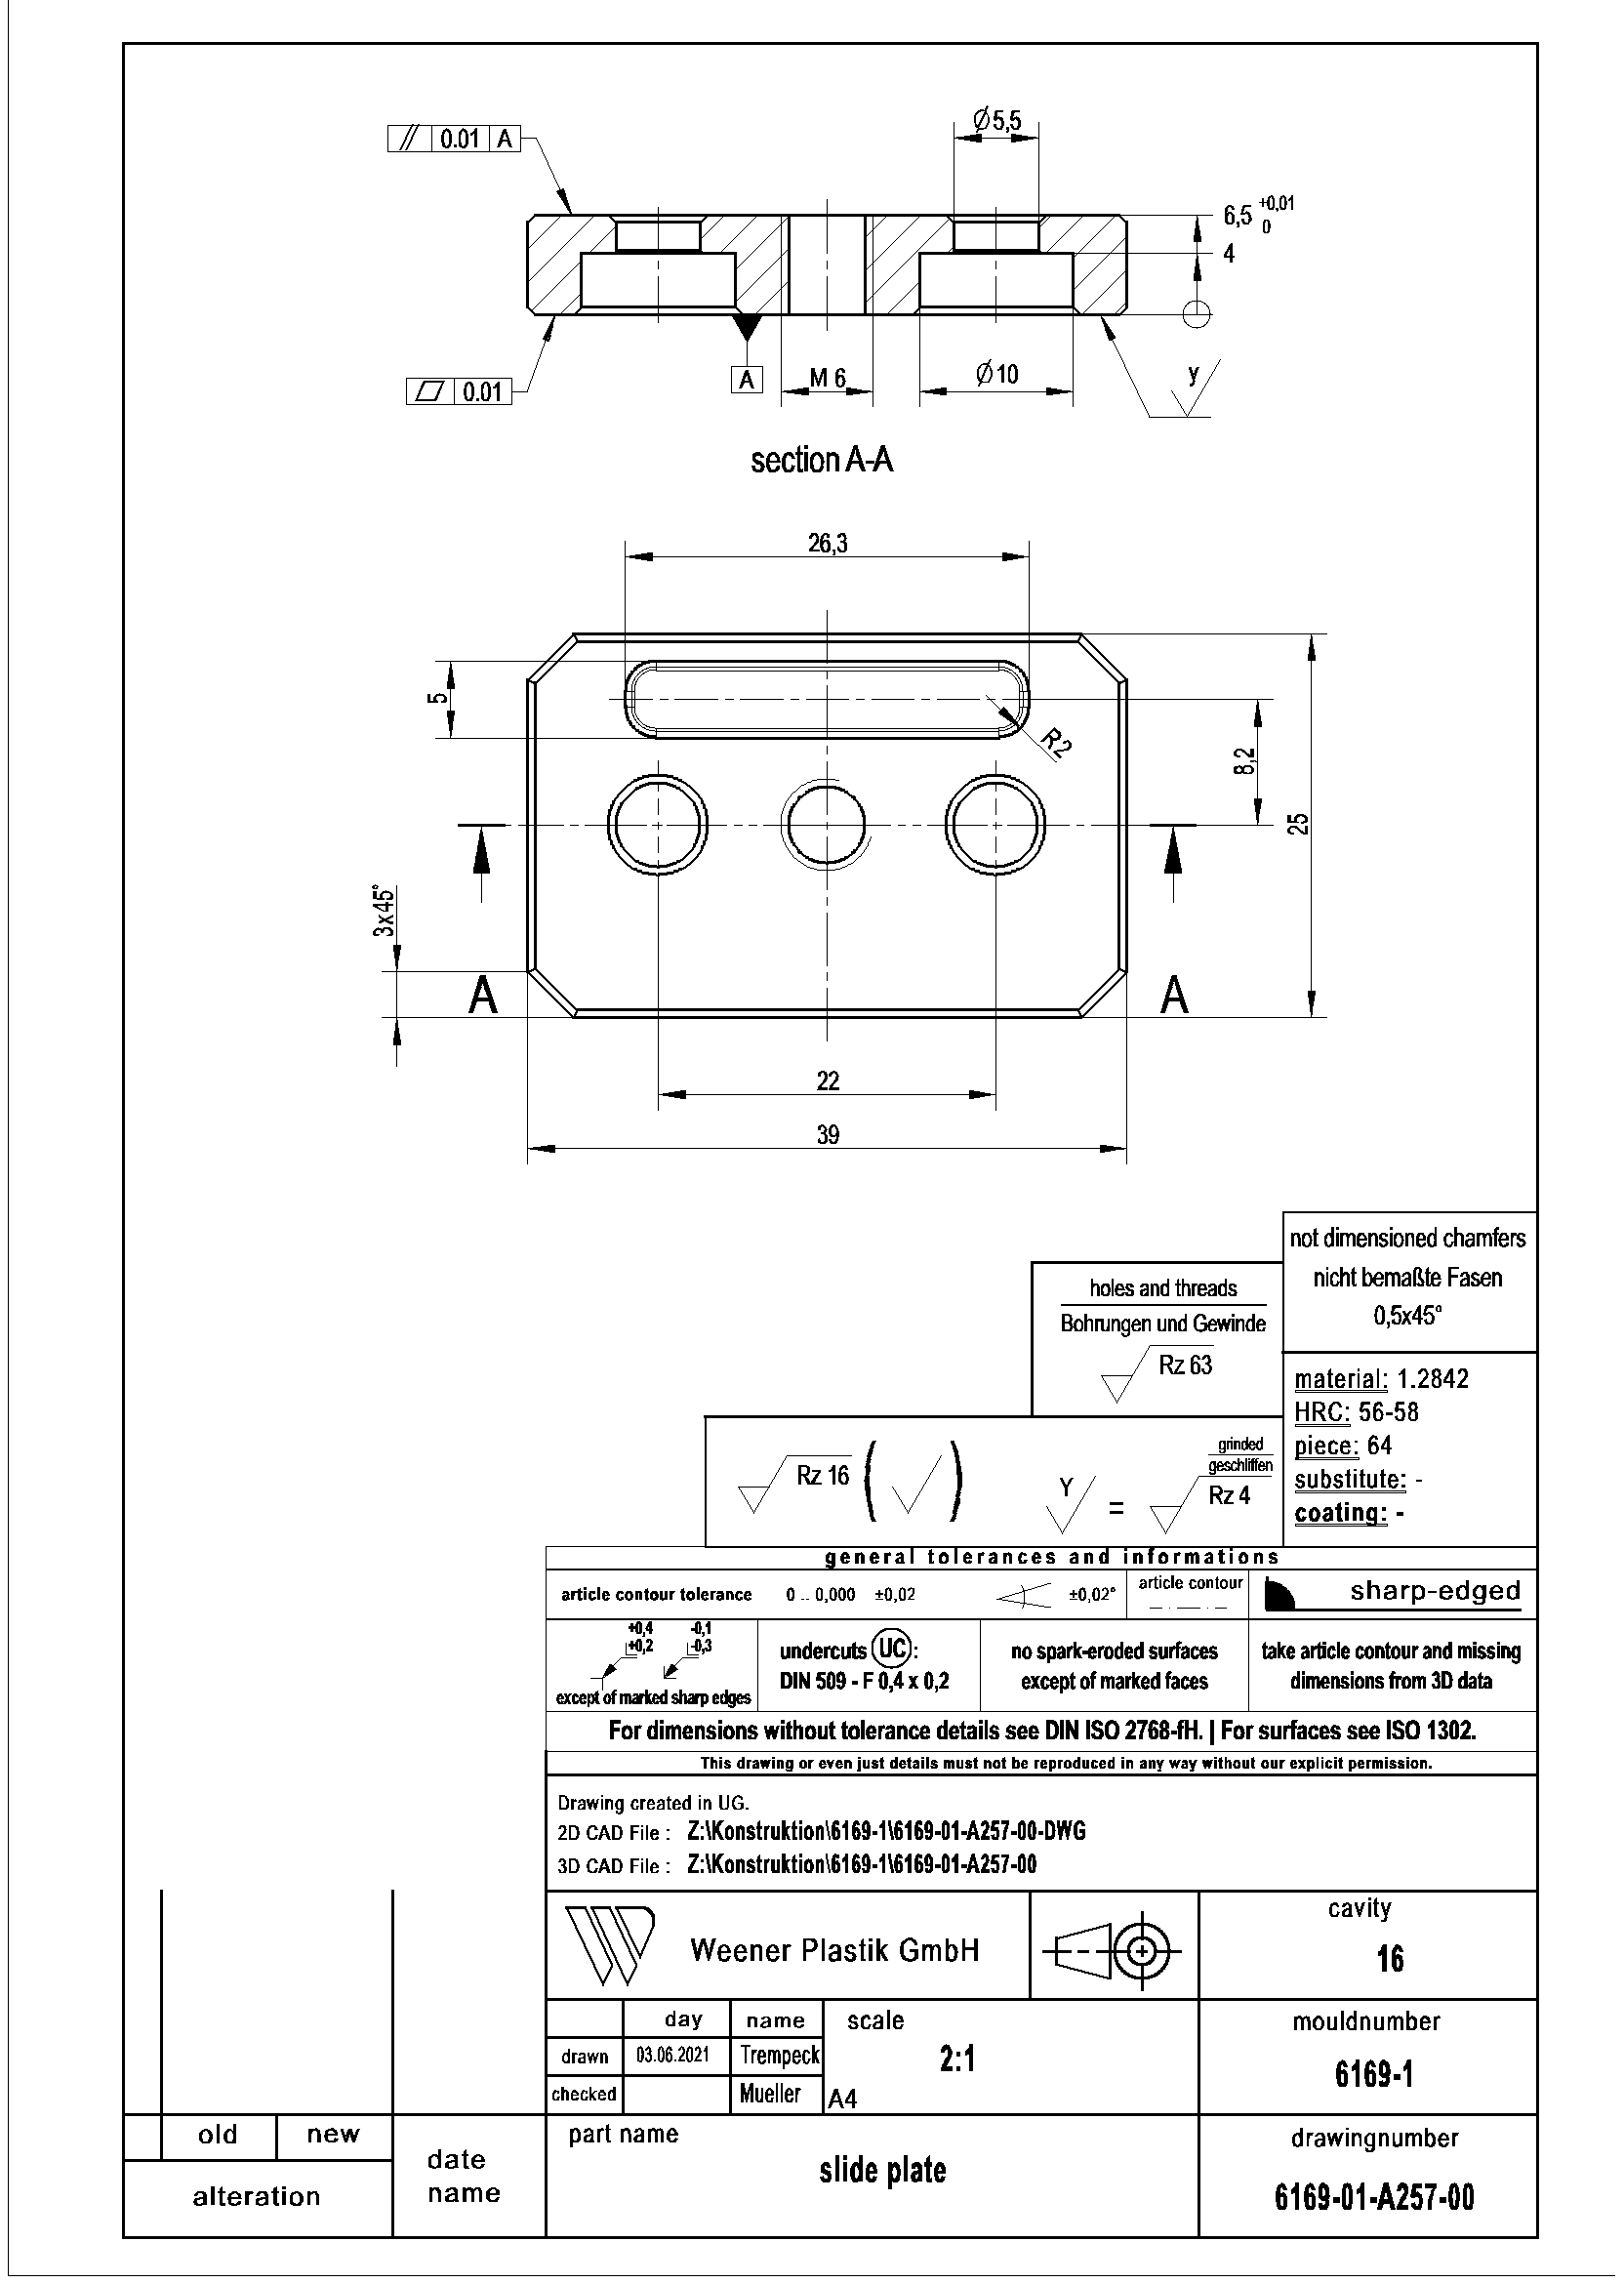 0.01 A
Ø5,5
6,5 +0,01
0
4
0.01
A
M 6
Ø10
y
section A-A
26,3
5
R2
8,2
25
3x45°
A
A
22
39
not dimensioned chamfers
nicht bemaßte Fasen
0,5x45°
holes and threads
Bohrungen und Gewinde
Rz 63
material: 1.2842
HRC: 56-58
piece: 64
substitute: -
coating: -
Rz 16
Y
=
grinded
geschliffen
Rz 4
general tolerances and informations
article contour tolerance 0 .. 0,000 ±0,02 ±0,02° article contour sharp-edged
+0,4 -0,1
+0,2 -0,3
except of marked sharp edges
undercuts UC:
DIN 509 - F 0,4 x 0,2
no spark-eroded surfaces
except of marked faces
take article contour and missing
dimensions from 3D data
For dimensions without tolerance details see DIN ISO 2768-fH. | For surfaces see ISO 1302.
This drawing or even just details must not be reproduced in any way without our explicit permission.
Drawing created in UG.
2D CAD File : Z:\Konstruktion\6169-1\6169-01-A257-00-DWG
3D CAD File : Z:\Konstruktion\6169-1\6169-01-A257-00
Weener Plastik GmbH
cavity
16
day name
drawn 03.06.2021 Trempeck
checked Mueller
scale
2:1
A4
mouldnumber
6169-1
old new
alteration
date
name
part name
slide plate
drawingnumber
6169-01-A257-00